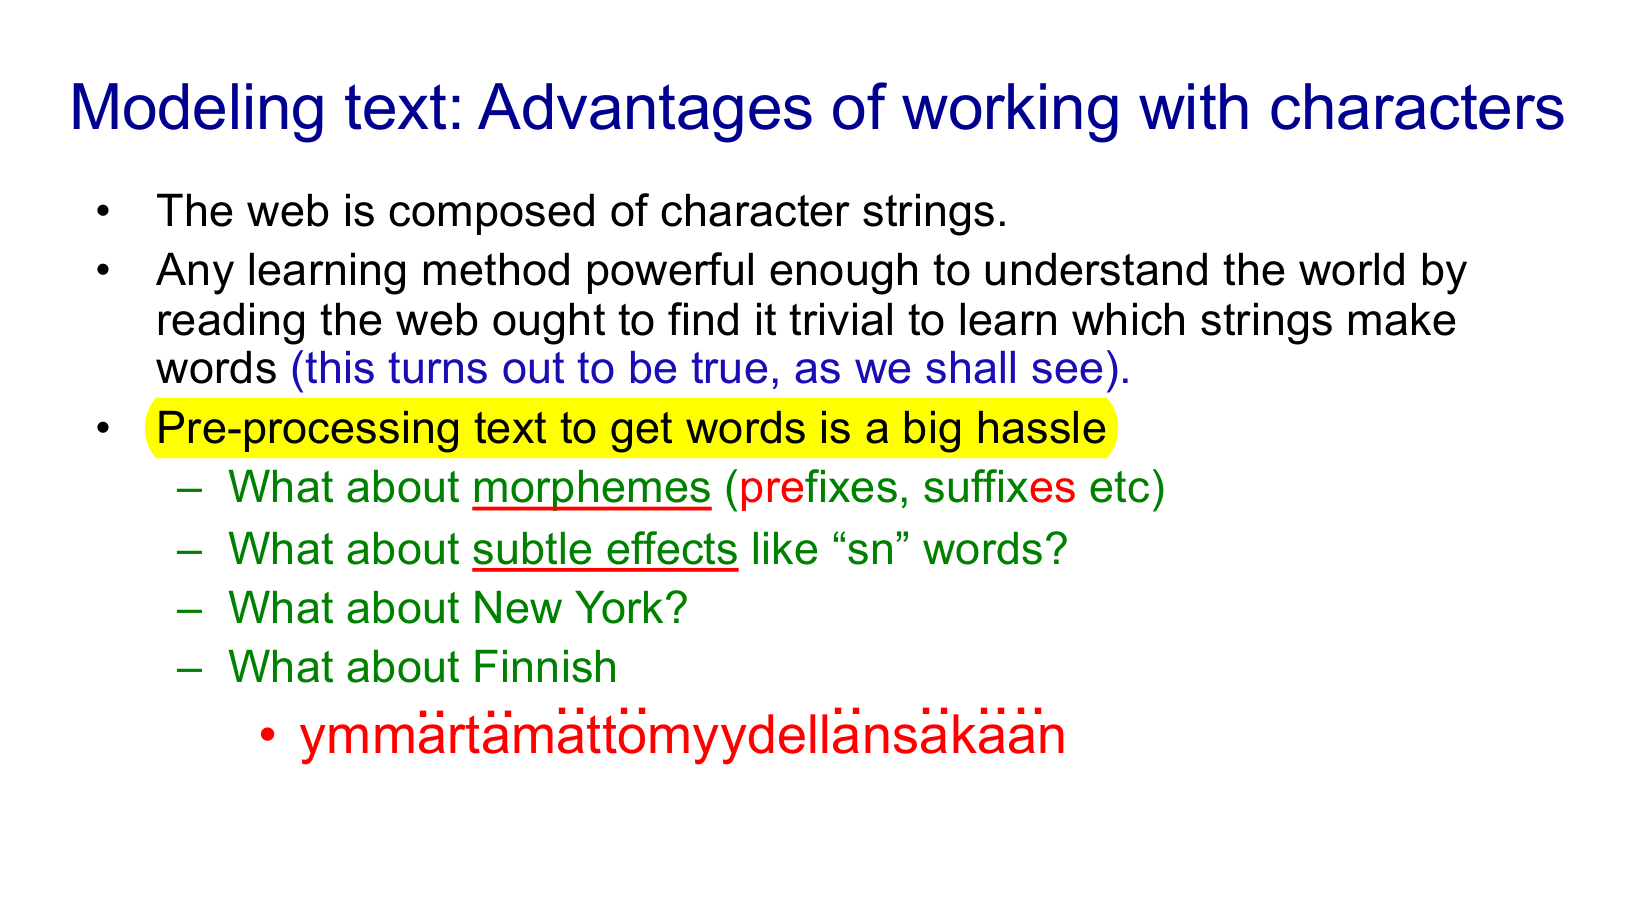 Modeling text: Advantages of working with characters
• The web is composed of character strings.
• Any learning method powerful enough to understand the world by
reading the web ought to find it trivial to learn which strings make
words (this turns out to be true, as we shall see).
• Pre-processing text to get words is a big hassle
– What about morphemes (prefixes, suffixes etc)
– What about subtle effects like “sn” words?
– What about New York?
– What about Finnish
• ymmärtämättömyydellänsäkään